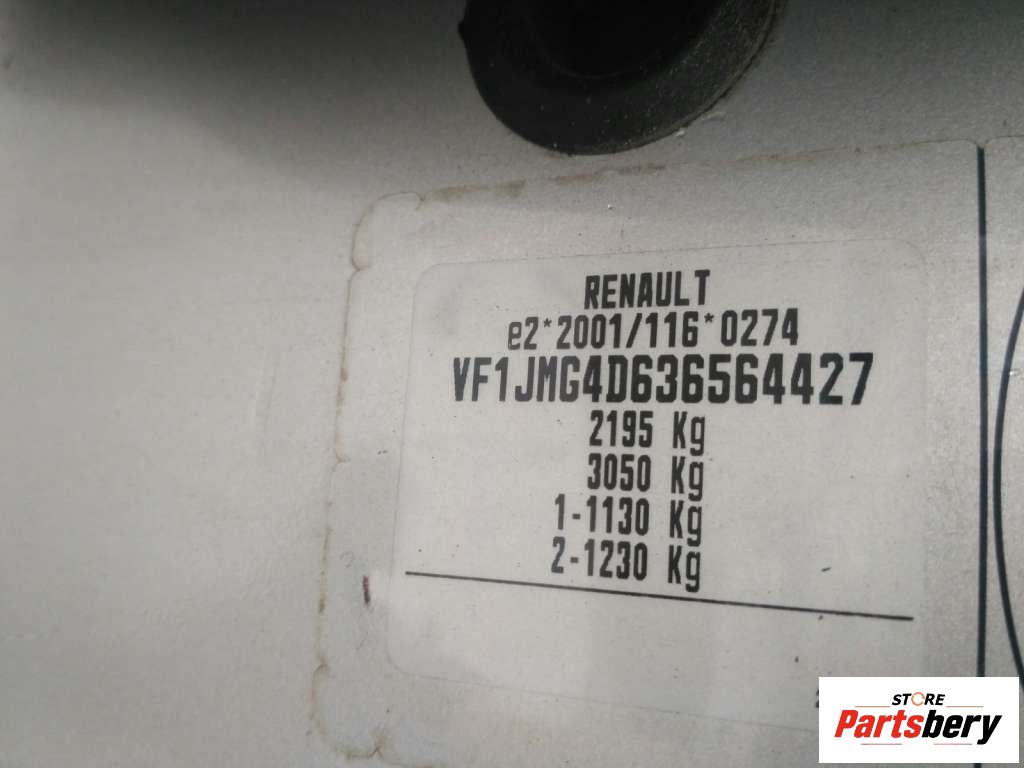 RENAULT
e2*2001/116*0274
VF1JMG4D636564427
2195 Kg
3050 Kg
1-1130 Kg
2-1230 Kg
STORE
Partsbery